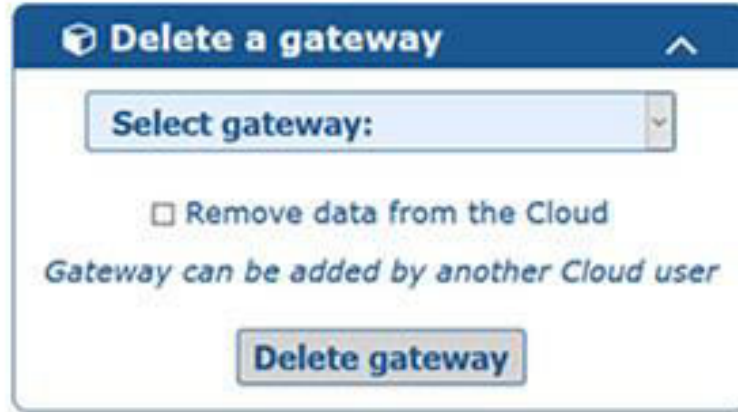 Delete a gateway
Select gateway:
Remove data from the Cloud
Gateway can be added by another Cloud user
Delete gateway